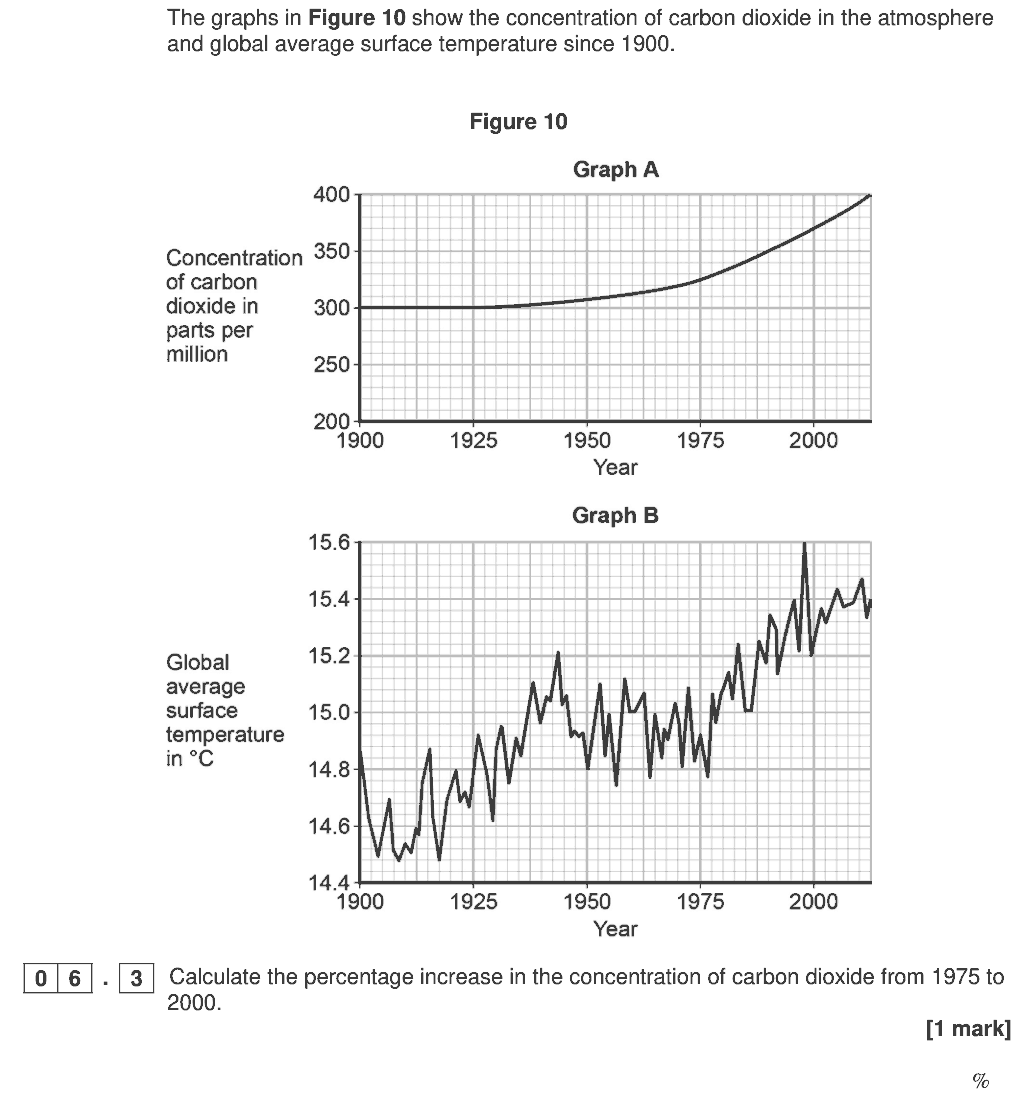 The graphs in Figure 10 show the concentration of carbon dioxide in the atmosphere
and global average surface temperature since 1900.
Figure 10
Graph A
400
350
300
250
200
Concentration
of carbon
dioxide in
parts per
million
1900 1925 1950 1975 2000
Year
Graph B
15.6
15.4
15.2
15.0
14.8
14.6
14.4
Global
average
surface
temperature
in °C
1900 1925 1950 1975 2000
Year
0 6 . 3 Calculate the percentage increase in the concentration of carbon dioxide from 1975 to
2000.
[1 mark]
%